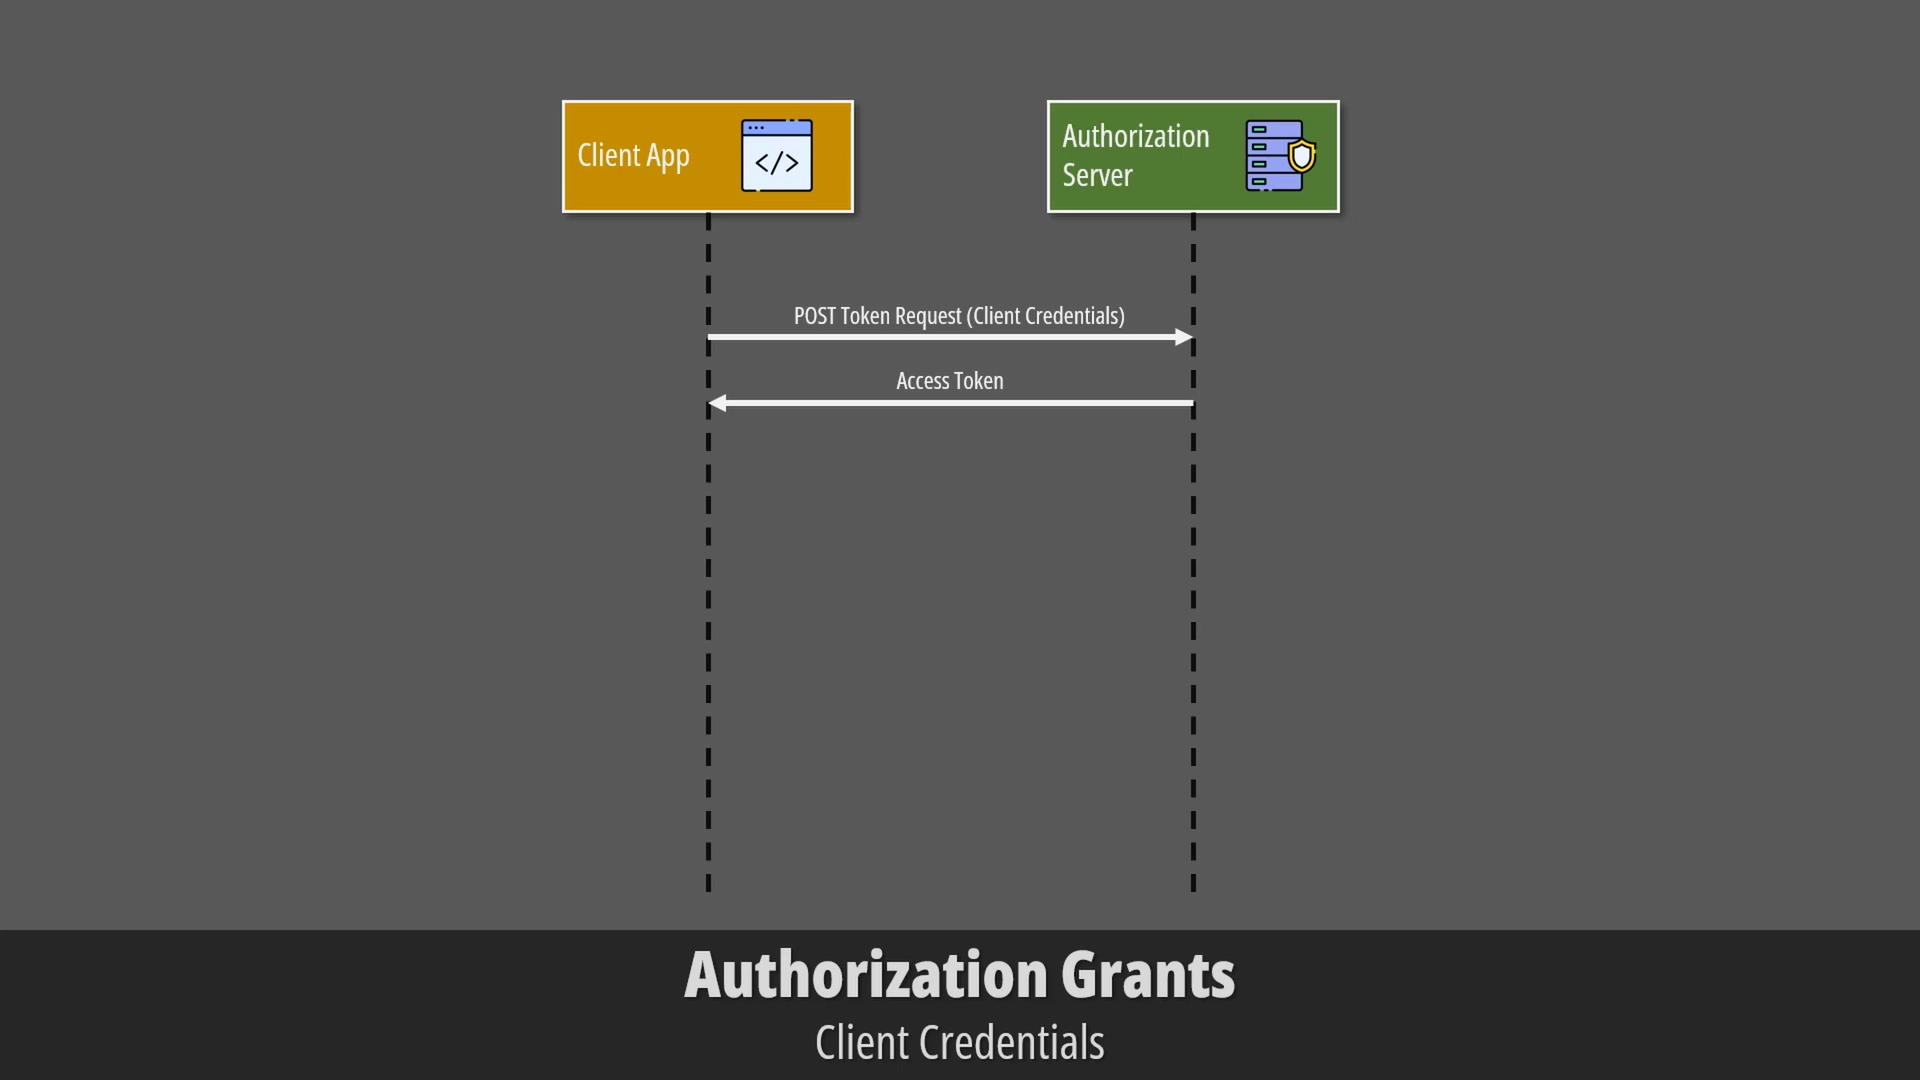 Client App
</>
Authorization
Server
POST Token Request (Client Credentials)
Access Token
Authorization Grants
Client Credentials